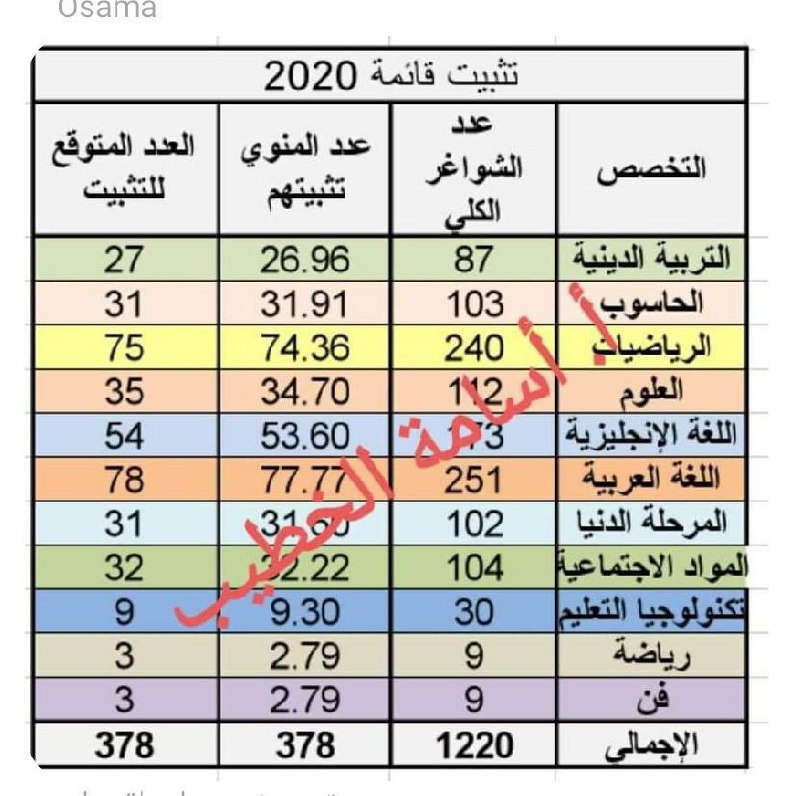 Osama
تثبيت قائمة 2020
التخصص | عدد الشواغر الكلي | عدد المنوي تثبيتهم | العدد المتوقع للتثبيت
التربية الدينية | 87 | 26.96 | 27
الحاسوب | 103 | 31.91 | 31
الرياضيات | 240 | 74.36 | 75
العلوم | 112 | 34.70 | 35
اللغة الإنجليزية | 173 | 53.60 | 54
اللغة العربية | 251 | 77.77 | 78
المرحلة الدنيا | 102 | 31.60 | 31
المواد الاجتماعية | 104 | 32.22 | 32
تكنولوجيا التعليم | 30 | 9.30 | 9
رياضة | 9 | 2.79 | 3
فن | 9 | 2.79 | 3
الإجمالي | 1220 | 378 | 378
أ. أسامة الخطيب